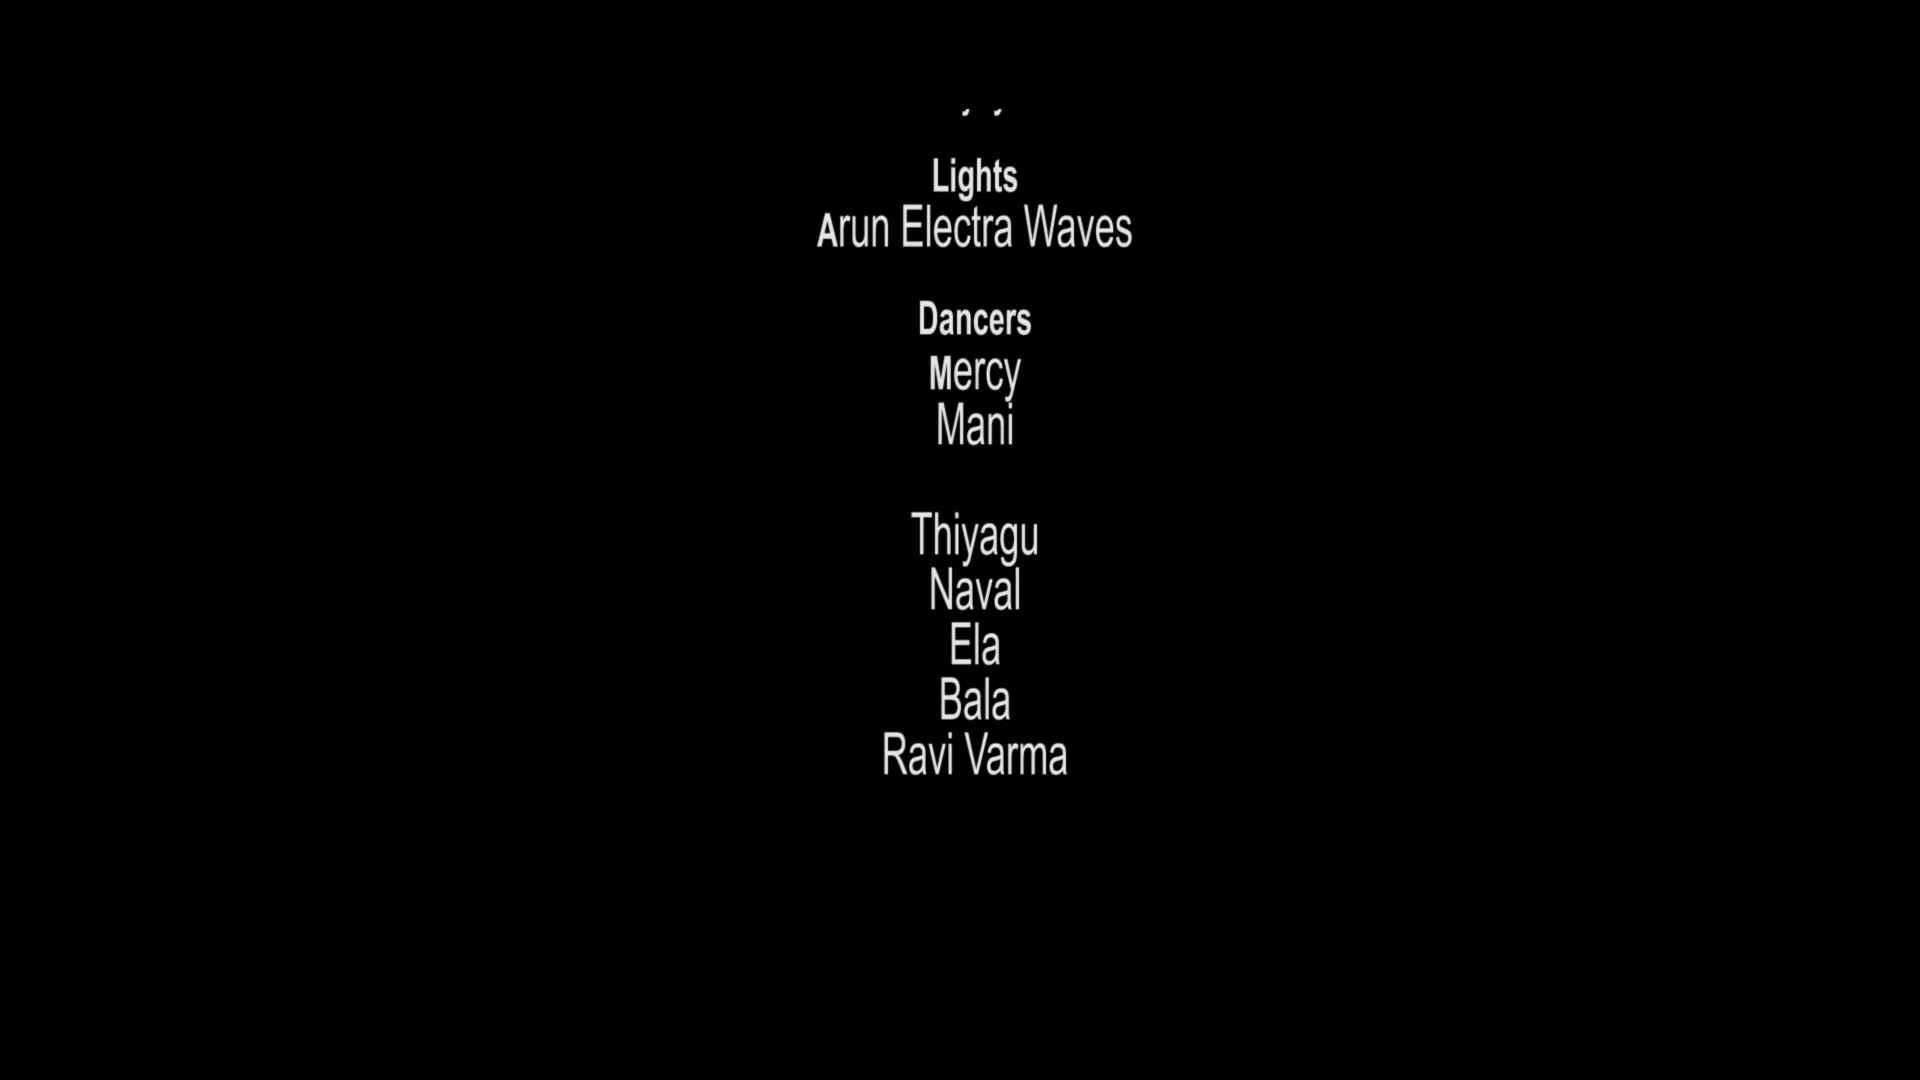 Lights
Arun Electra Waves
Dancers
Mercy
Mani
Thiyagu
Naval
Ela
Bala
Ravi Varma